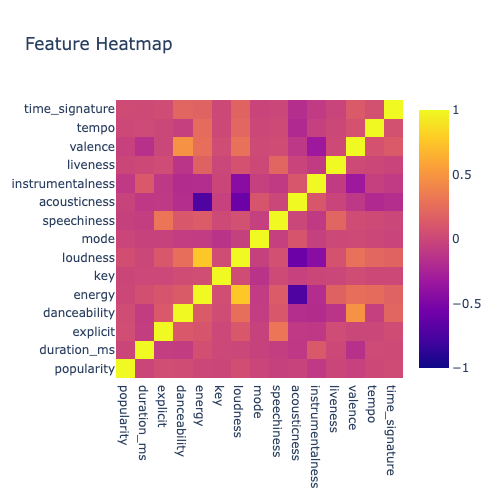 Feature Heatmap
time_signature
tempo
valence
liveness
instrumentalness
acousticness
speechiness
mode
loudness
key
energy
danceability
explicit
duration_ms
popularity
popularity
duration_ms
explicit
danceability
energy
key
loudness
mode
speechiness
acousticness
instrumentalness
liveness
valence
tempo
time_signature
1
0.5
0
−0.5
−1